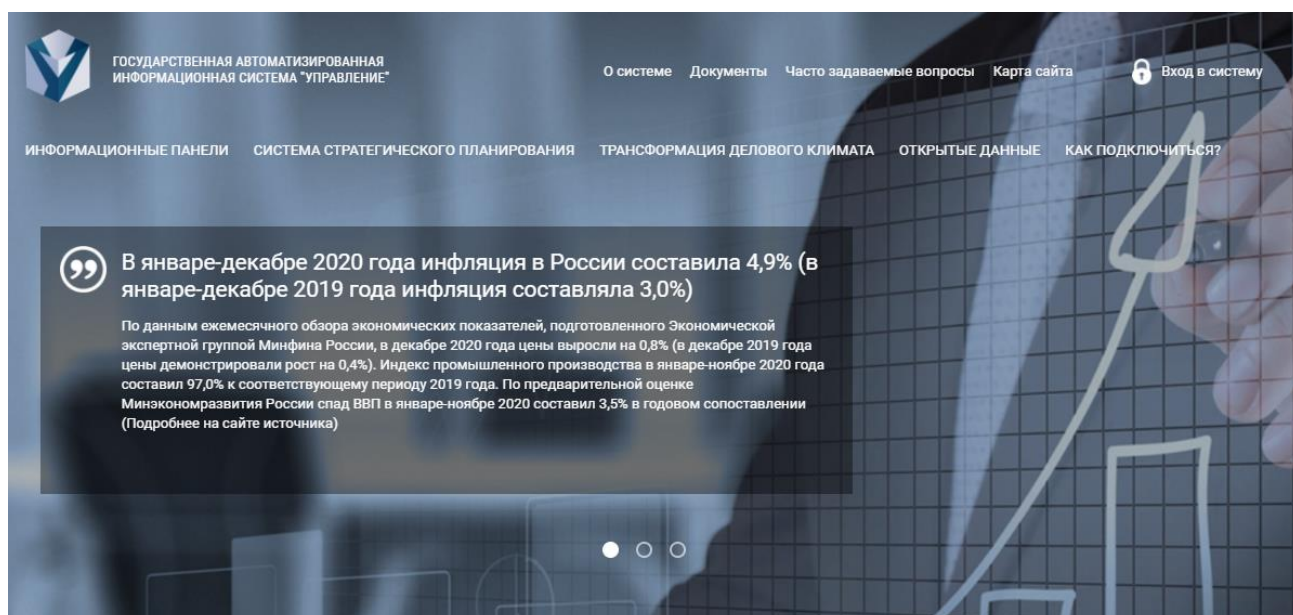 ГОСУДАРСТВЕННАЯ АВТОМАТИЗИРОВАННАЯ
ИНФОРМАЦИОННАЯ СИСТЕМА "УПРАВЛЕНИЕ"
О системе Документы Часто задаваемые вопросы Карта сайта Вход в систему
ИНФОРМАЦИОННЫЕ ПАНЕЛИ СИСТЕМА СТРАТЕГИЧЕСКОГО ПЛАНИРОВАНИЯ ТРАНСФОРМАЦИЯ ДЕЛОВОГО КЛИМАТА ОТКРЫТЫЕ ДАННЫЕ КАК ПОДКЛЮЧИТЬСЯ?
В январе-декабре 2020 года инфляция в России составила 4,9% (в
январе-декабре 2019 года инфляция составляла 3,0%)
По данным ежемесячного обзора экономических показателей, подготовленного Экономической
экспертной группой Минфина России, в декабре 2020 года цены выросли на 0,8% (в декабре 2019 года
цены демонстрировали рост на 0,4%). Индекс промышленного производства в январе-ноябре 2020 года
составил 97,0% к соответствующему периоду 2019 года. По предварительной оценке
Минэкономразвития России спад ВВП в январе-ноябре 2020 составил 3,5% в годовом сопоставлении
(Подробнее на сайте источника)